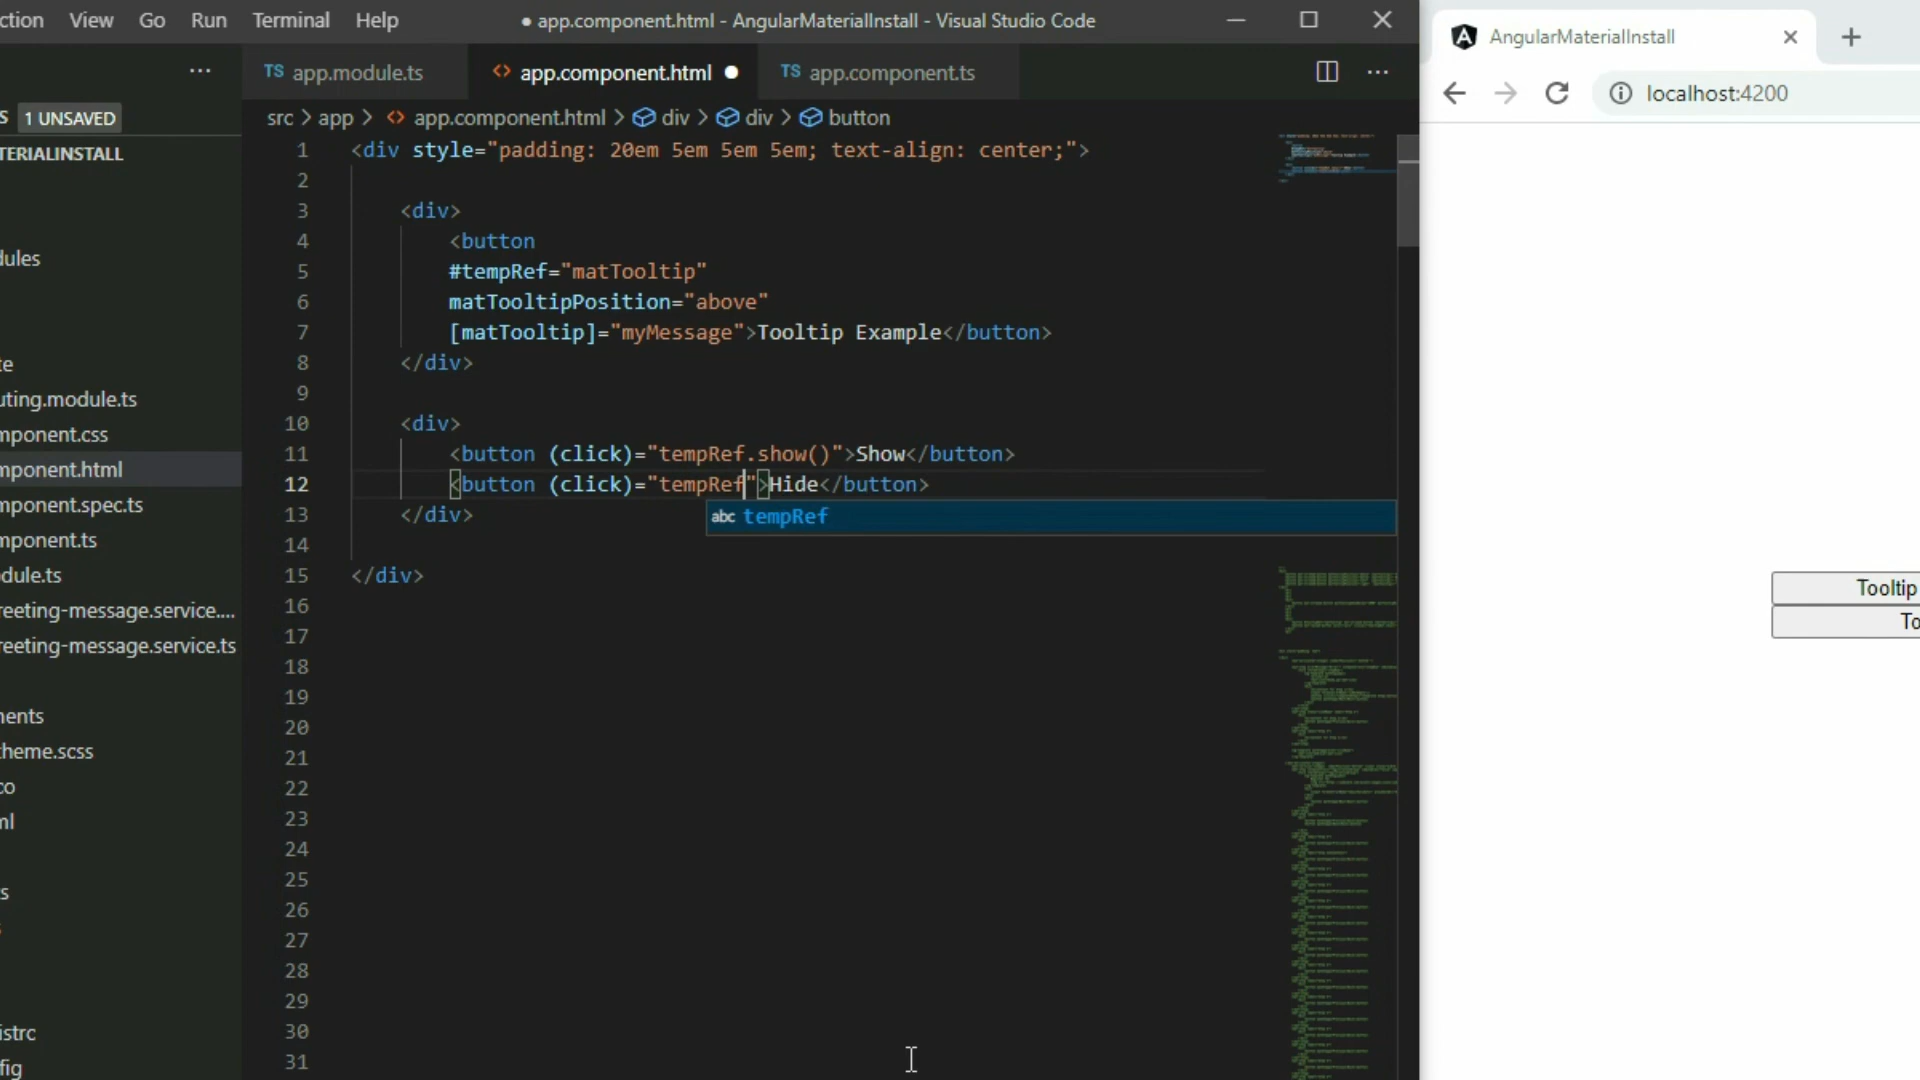 ction View Go Run Terminal Help ● app.component.html - AngularMaterialInstall - Visual Studio Code
AngularMaterialInstall
TS app.module.ts <> app.component.html TS app.component.ts
localhost:4200
S 1 UNSAVED
src > app > <> app.component.html > div > div > button
TERIALINSTALL
dules
te
uting.module.ts
mponent.css
mponent.html
mponent.spec.ts
mponent.ts
dule.ts
reeting-message.service....
reeting-message.service.ts
nents
theme.scss
co
ml
s
istrc
fig
1 <div style="padding: 20em 5em 5em 5em; text-align: center;">
2
3 <div>
4 <button
5 #tempRef="matTooltip"
6 matTooltipPosition="above"
7 [matTooltip]="myMessage">Tooltip Example</button>
8 </div>
9
10 <div>
11 <button (click)="tempRef.show()">Show</button>
12 <button (click)="tempRef">Hide</button>
13 </div>
abc tempRef
14
15 </div>
16
17
18
19
20
21
22
23
24
25
26
27
28
29
30
31
Tooltip
To